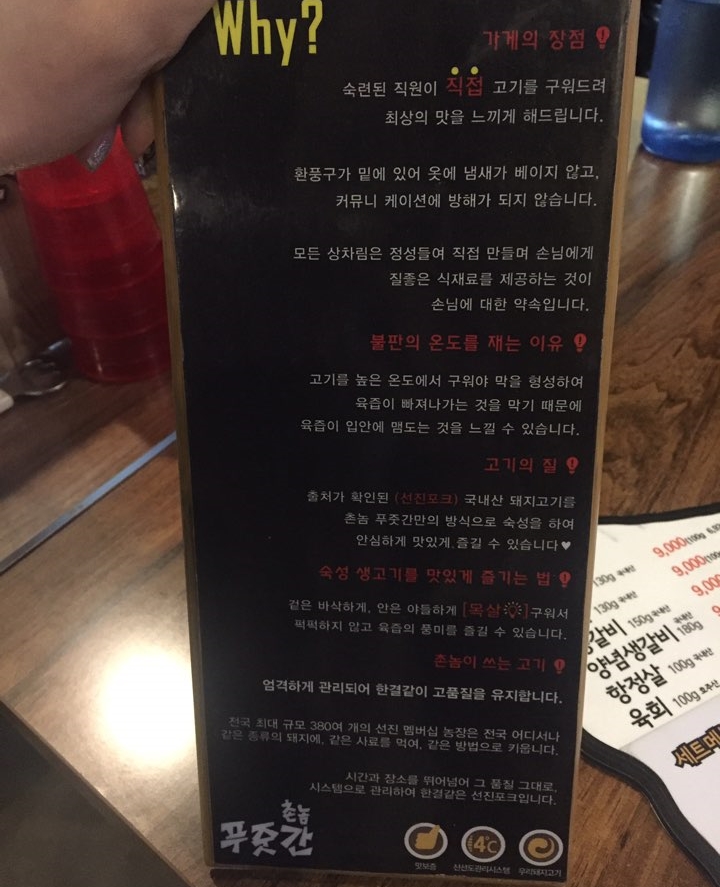 Why?
가게의 장점
숙련된 직원이 직접 고기를 구워드려
최상의 맛을 느끼게 해드립니다.
환풍구가 밑에 있어 옷에 냄새가 베이지 않고,
커뮤니 케이션에 방해가 되지 않습니다.
모든 상차림은 정성들여 직접 만들며 손님에게
질좋은 식재료를 제공하는 것이
손님에 대한 약속입니다.
불판의 온도를 재는 이유
고기를 높은 온도에서 구워야 막을 형성하여
육즙이 빠져나가는 것을 막기 때문에
육즙이 입안에 맴도는 것을 느낄 수 있습니다.
고기의 질
출처가 확인된 (선진포크) 국내산 돼지고기를
촌놈 푸줏간만의 방식으로 숙성을 하여
안심하게 맛있게 즐길 수 있습니다♥
숙성 생고기를 맛있게 즐기는 법
겉은 바삭하게, 안은 야들하게 [목살]구워서
퍽퍽하지 않고 육즙의 풍미를 즐길 수 있습니다.
촌놈이 쓰는 고기
엄격하게 관리되어 한결같이 고품질을 유지합니다.
전국 최대 규모 380여 개의 선진 멤버십 농장은 전국 어디서나
같은 종류의 돼지에, 같은 사료를 먹여, 같은 방법으로 키웁니다.
시간과 장소를 뛰어넘어 그 품질 그대로,
시스템으로 관리하여 한결같은 선진포크입니다.
촌놈
푸줏간
맛보증
4℃
선선도관리시스템
우리돼지고기
9,000
130g 국내산
9,000
130g 국내산
갈비 150g 국내산
양념생갈비 180g
항정살 100g 국내산
육회 100g 호주산
세트메